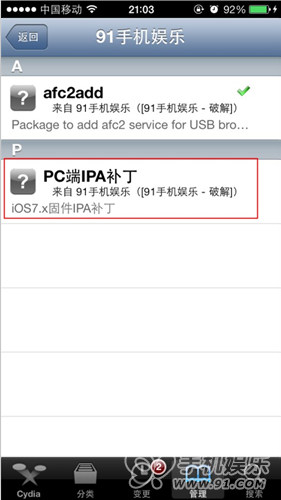 中国移动 21:03 92%
返回 91手机娱乐
A
afc2add
来自 91手机娱乐（[91手机娱乐 - 破解]）
Package to add afc2 service for USB bro...
P
PC端IPA补丁
来自 91手机娱乐（[91手机娱乐 - 破解]）
iOS7.x固件IPA补丁
2
手机娱乐
www.91.com
Cydia 分类 变更 管理 搜索